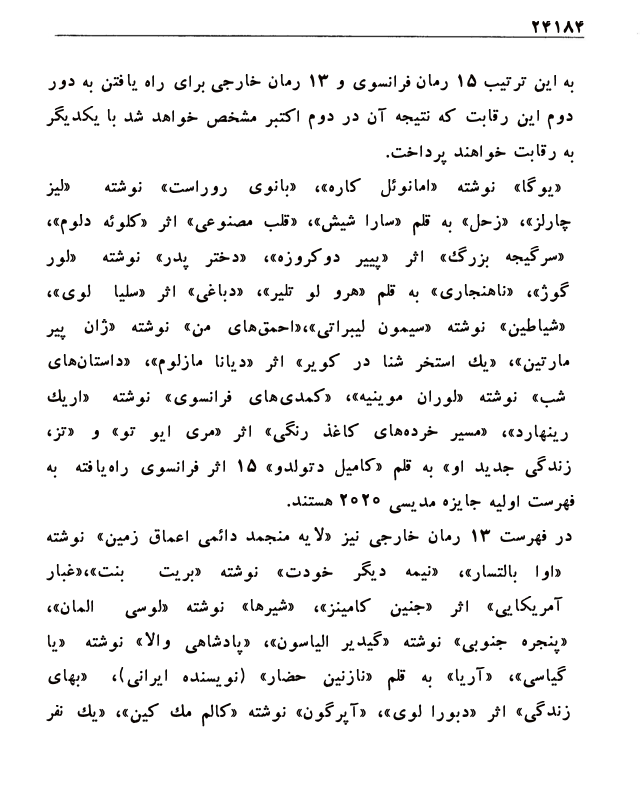 ۲۴۱۸۴
به این ترتیب ۱۵ رمان فرانسوی و ۱۳ رمان خارجی برای راه یافتن به دور
دوم این رقابت که نتیجه آن در دوم اکتبر مشخص خواهد شد با یکدیگر
به رقابت خواهند پرداخت.
«یوگا» نوشته «امانوئل کاره»، «بانوی روراست» نوشته «لیز
چارلز»، «زحل» به قلم «سارا شیش»، «قلب مصنوعی» اثر «کلوئه دلوم»،
«سرگیجه بزرگ» اثر «پییر دوکروزه»، «دختر پدر» نوشته «لور
گوژ»، «ناهنجاری» به قلم «هرو لو تلیر»، «دباغی» اثر «سلیا لوی»،
«شیاطین» نوشته «سیمون لیبراتی»،«احمق‌های من» نوشته «ژان پیر
مارتین»، «یك استخر شنا در کویر» اثر «دیانا مازلوم»، «داستان‌های
شب» نوشته «لوران موینیه»، «کمدی‌های فرانسوی» نوشته «اریك
رینهارد»، «مسیر خرده‌های کاغذ رنگی» اثر «مری ایو تو» و «تز،
زندگی جدید او» به قلم «کامیل دتولدو» ۱۵ اثر فرانسوی راه‌یافته به
فهرست اولیه جایزه مدیسی ۲۰۲۰ هستند.
در فهرست ۱۳ رمان خارجی نیز «لایه منجمد دائمی اعماق زمین» نوشته
«اوا بالتسار»، «نیمه دیگر خودت» نوشته «بریت بنت»،«غبار
آمریکایی» اثر «جنین کامینز»، «شیرها» نوشته «لوسی المان»،
«پنجره جنوبی» نوشته «گیدیر الیاسون»، «پادشاهی والا» نوشته «یا
گیاسی»، «آریا» به قلم «نازنین حضار» (نویسنده ایرانی)، «بهای
زندگی» اثر «دبورا لوی»، «آپرگون» نوشته «کالم مك کین»، «یك نفر